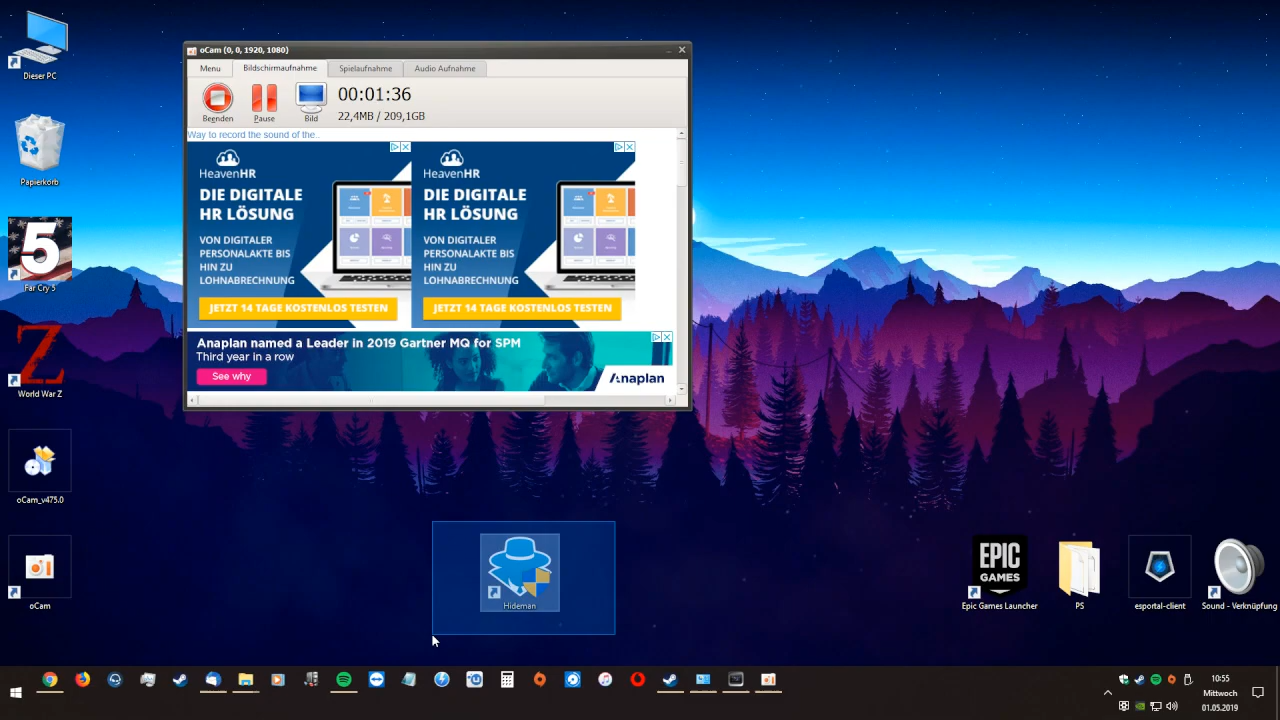 Dieser PC
Papierkorb
5
Far Cry 5
Z
World War Z
oCam_v475.0
oCam
oCam (0, 0, 1920, 1080)
Menu
Bildschirmaufnahme
Spielaufnahme
Audio Aufnahme
Beenden
Pause
Bild
00:01:36
22,4MB / 209,1GB
Way to record the sound of the..
HeavenHR
DIE DIGITALE
HR LÖSUNG
VON DIGITALER
PERSONALAKTE BIS
HIN ZU
LOHNABRECHNUNG
JETZT 14 TAGE KOSTENLOS TESTEN
HeavenHR
DIE DIGITALE
HR LÖSUNG
VON DIGITALER
PERSONALAKTE BIS
HIN ZU
LOHNABRECHNUNG
JETZT 14 TAGE KOSTENLOS TESTEN
Anaplan named a Leader in 2019 Gartner MQ for SPM
Third year in a row
See why
Anaplan
Hideman
EPIC
GAMES
Epic Games Launcher
PS
esportal-client
Sound - Verknüpfung
10:55
Mittwoch
01.05.2019